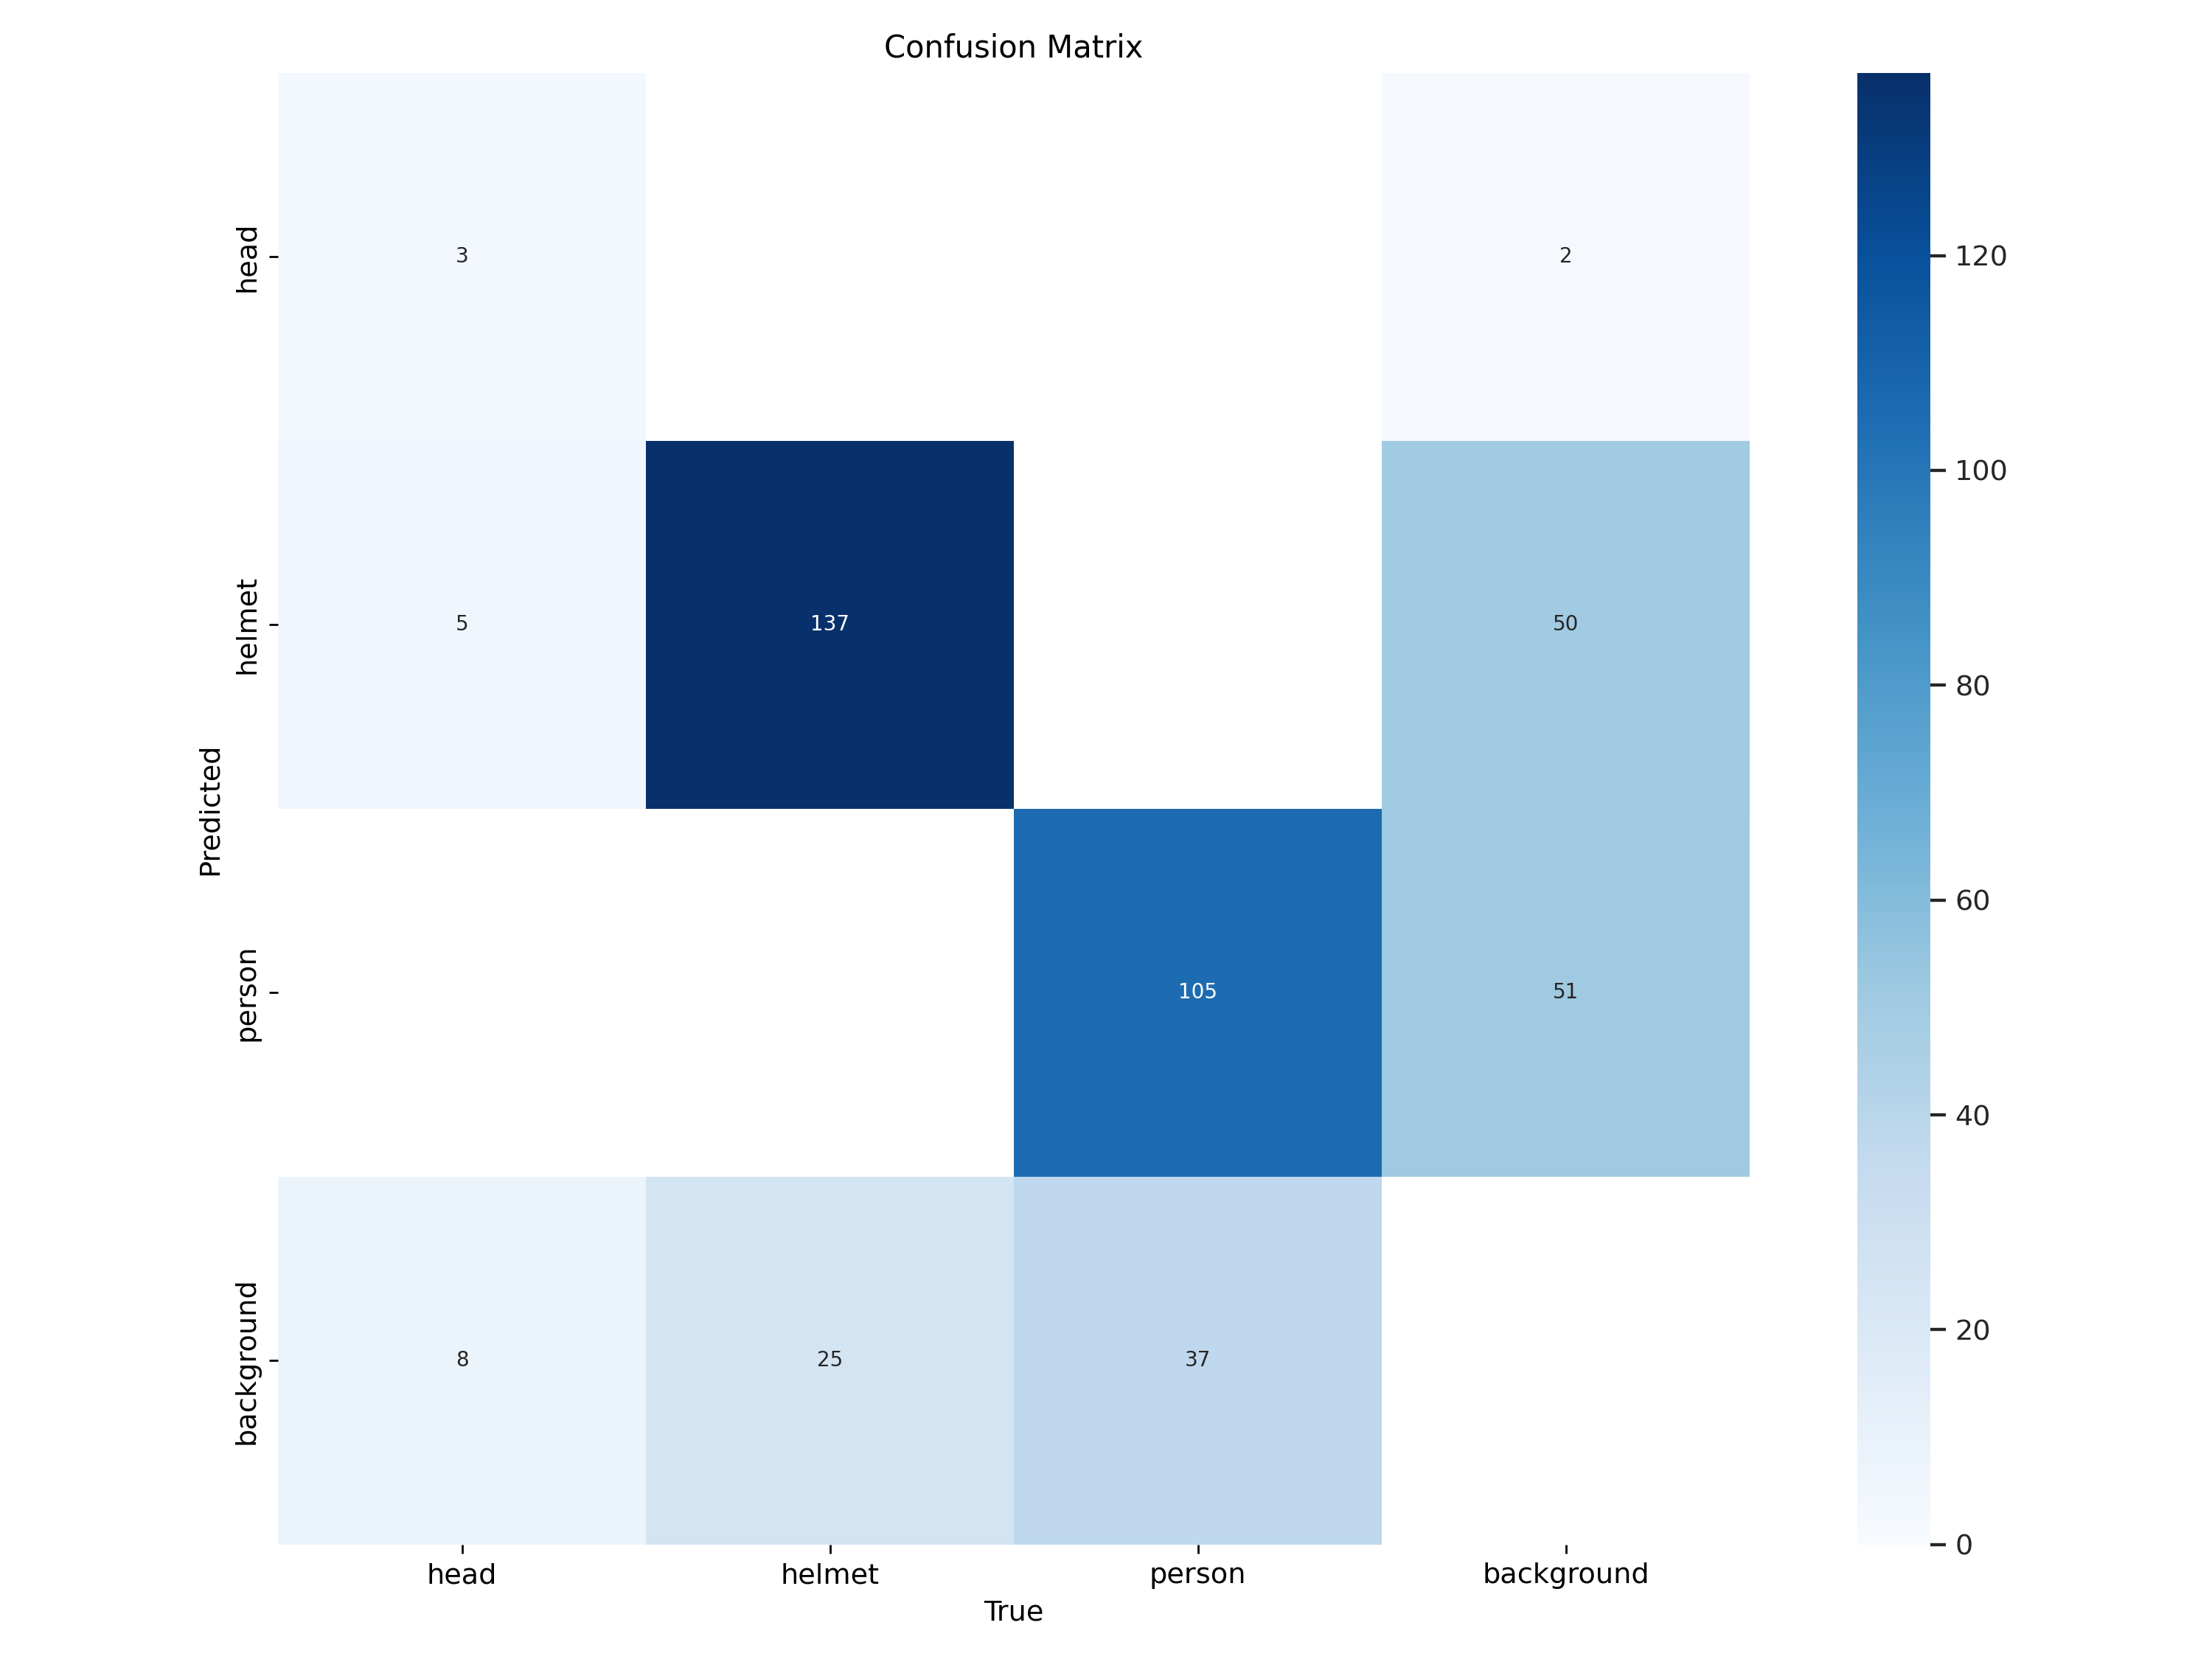 Confusion Matrix
head
3
2
120
100
helmet
5
137
50
80
Predicted
60
person
105
51
40
background
8
25
37
20
0
head
helmet
person
background
True